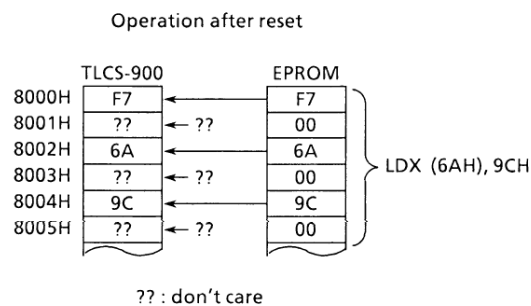 Operation after reset
TLCS-900 EPROM
8000H F7 F7
8001H ?? ?? 00
8002H 6A 6A
8003H ?? ?? 00
8004H 9C 9C
8005H ?? ?? 00
LDX (6AH), 9CH
?? : don't care